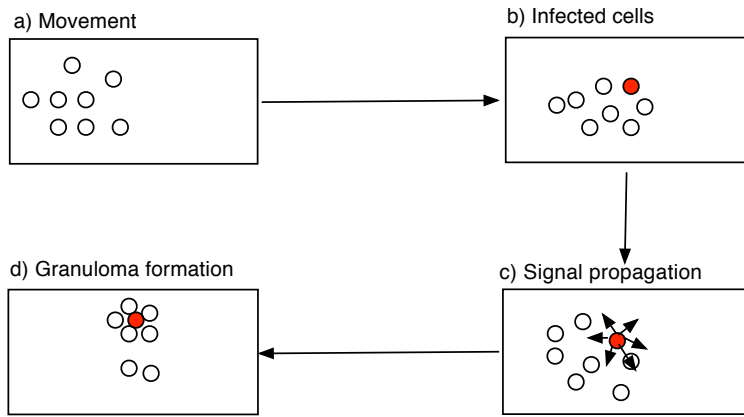 a) Movement
b) Infected cells
c) Signal propagation
d) Granuloma formation